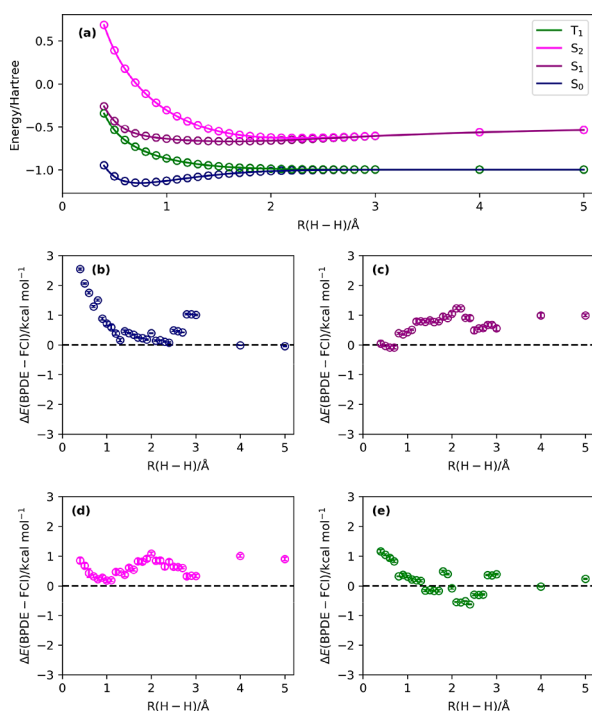 (a)
T₁
S₂
S₁
S₀
Energy/Hartree
0.5
0.0
−0.5
−1.0
0 1 2 3 4 5
R(H−H)/Å
(b)
ΔE(BPDE−FCI)/kcal mol⁻¹
3
2
1
0
−1
−2
−3
0 1 2 3 4 5
R(H−H)/Å
(c)
ΔE(BPDE−FCI)/kcal mol⁻¹
3
2
1
0
−1
−2
−3
0 1 2 3 4 5
R(H−H)/Å
(d)
ΔE(BPDE−FCI)/kcal mol⁻¹
3
2
1
0
−1
−2
−3
0 1 2 3 4 5
R(H−H)/Å
(e)
ΔE(BPDE−FCI)/kcal mol⁻¹
3
2
1
0
−1
−2
−3
0 1 2 3 4 5
R(H−H)/Å